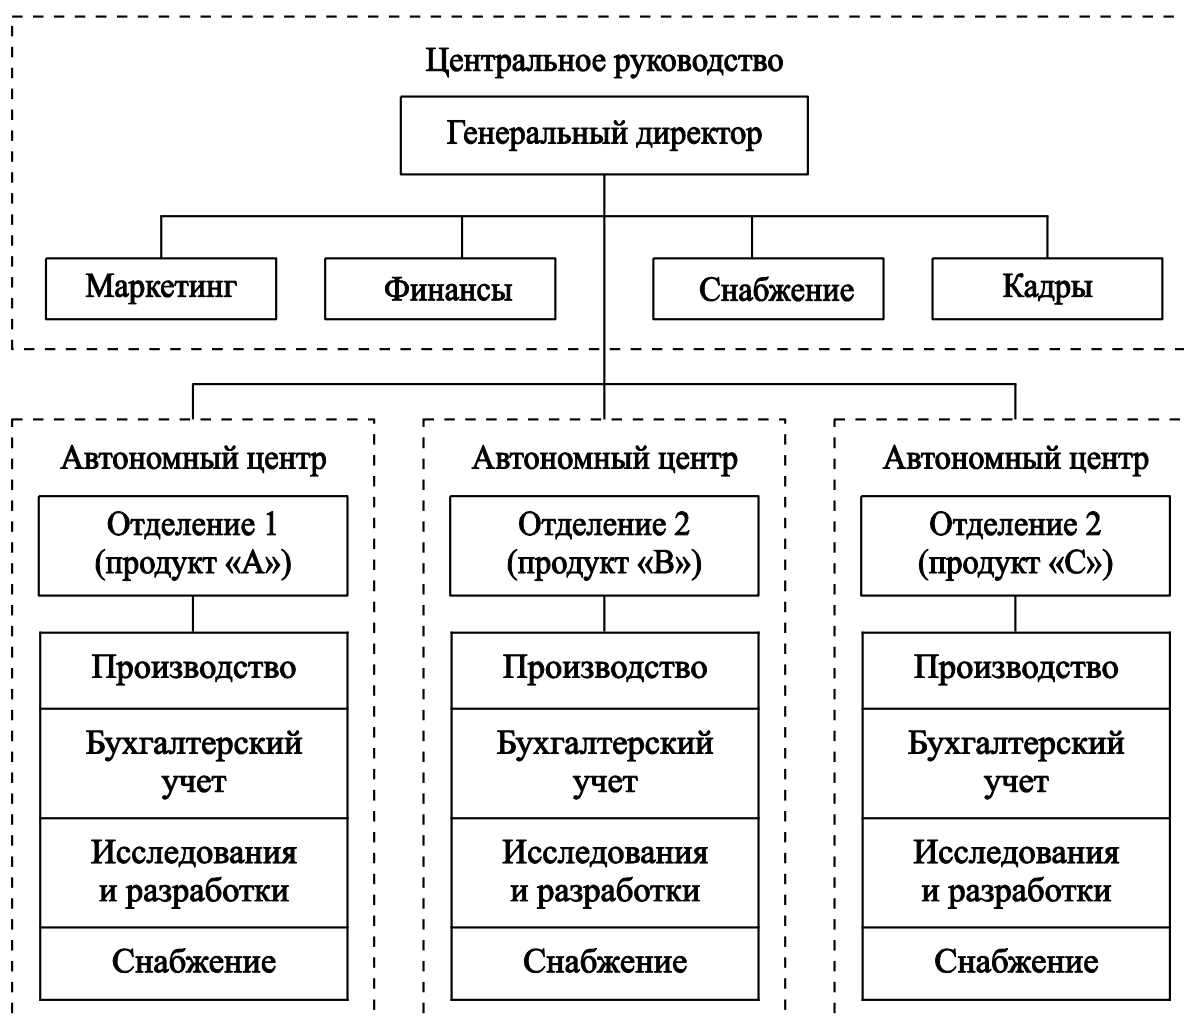 Центральное руководство
Генеральный директор
Маркетинг
Финансы
Снабжение
Кадры
Автономный центр
Отделение 1
(продукт «А»)
Производство
Бухгалтерский
учет
Исследования
и разработки
Снабжение
Автономный центр
Отделение 2
(продукт «В»)
Производство
Бухгалтерский
учет
Исследования
и разработки
Снабжение
Автономный центр
Отделение 2
(продукт «С»)
Производство
Бухгалтерский
учет
Исследования
и разработки
Снабжение